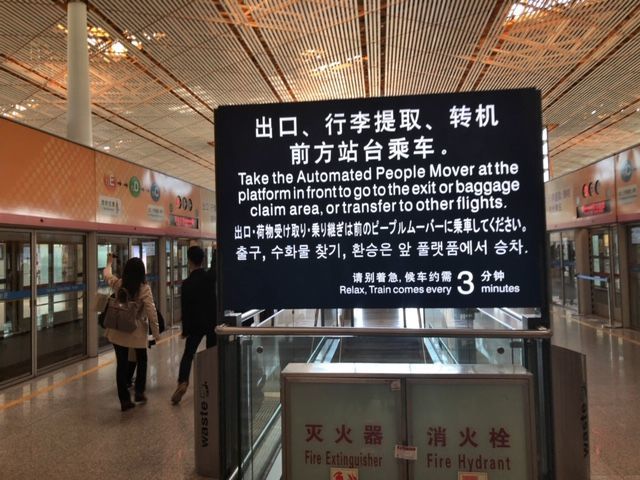 出口、行李提取、转机
前方站台乘车。
Take the Automated People Mover at the
platform in front to go to the exit or baggage
claim area, or transfer to other flights.
出口・荷物受け取り・乗り継ぎは前のピープルムーバーに乗車してください。
출구, 수화물 찾기, 환승은 앞 플랫폼에서 승차.
请别着急, 候车约需 3 分钟
Relax, Train comes every 3 minutes
E D C
waste
灭火器
Fire Extinguisher
消火栓
Fire Hydrant
waste